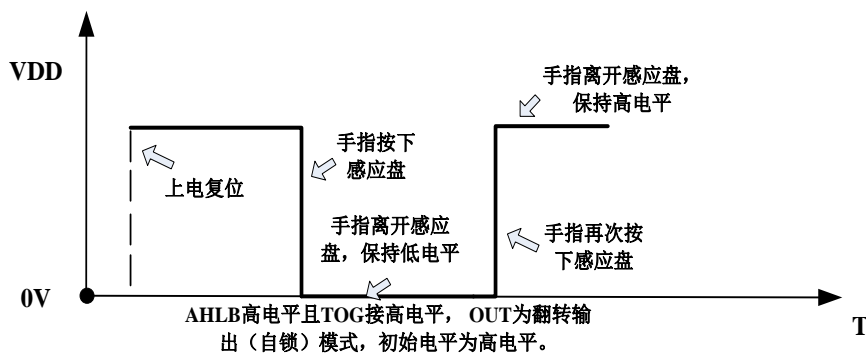 VDD
手指离开感应盘，
保持高电平
手指按下
感应盘
上电复位
手指离开感应
盘，保持低电平
手指再次按
下感应盘
0V
T
AHLB高电平且TOG接高电平， OUT为翻转输
出（自锁）模式，初始电平为高电平。